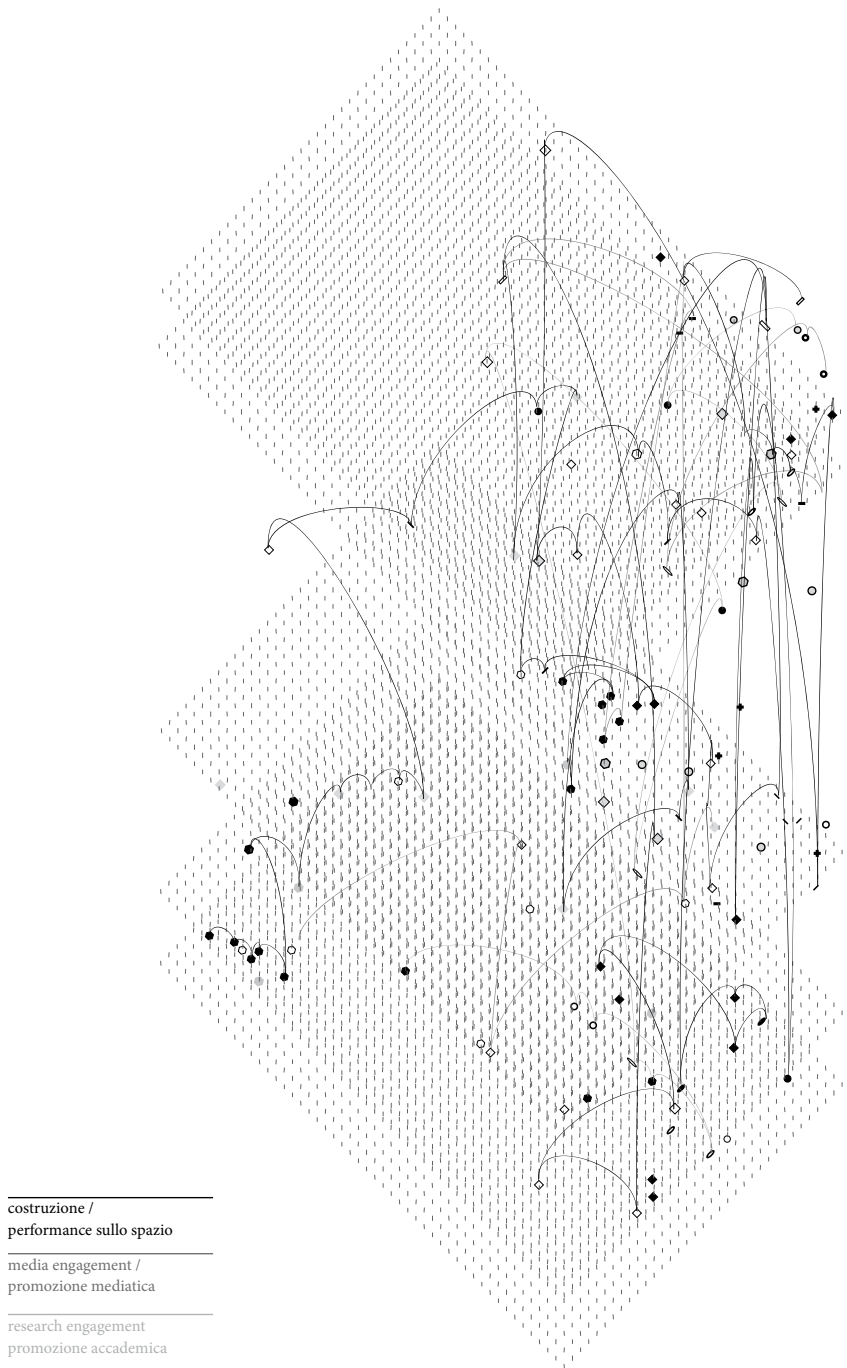 costruzione /
performance sullo spazio
media engagement /
promozione mediatica
research engagement
promozione accademica